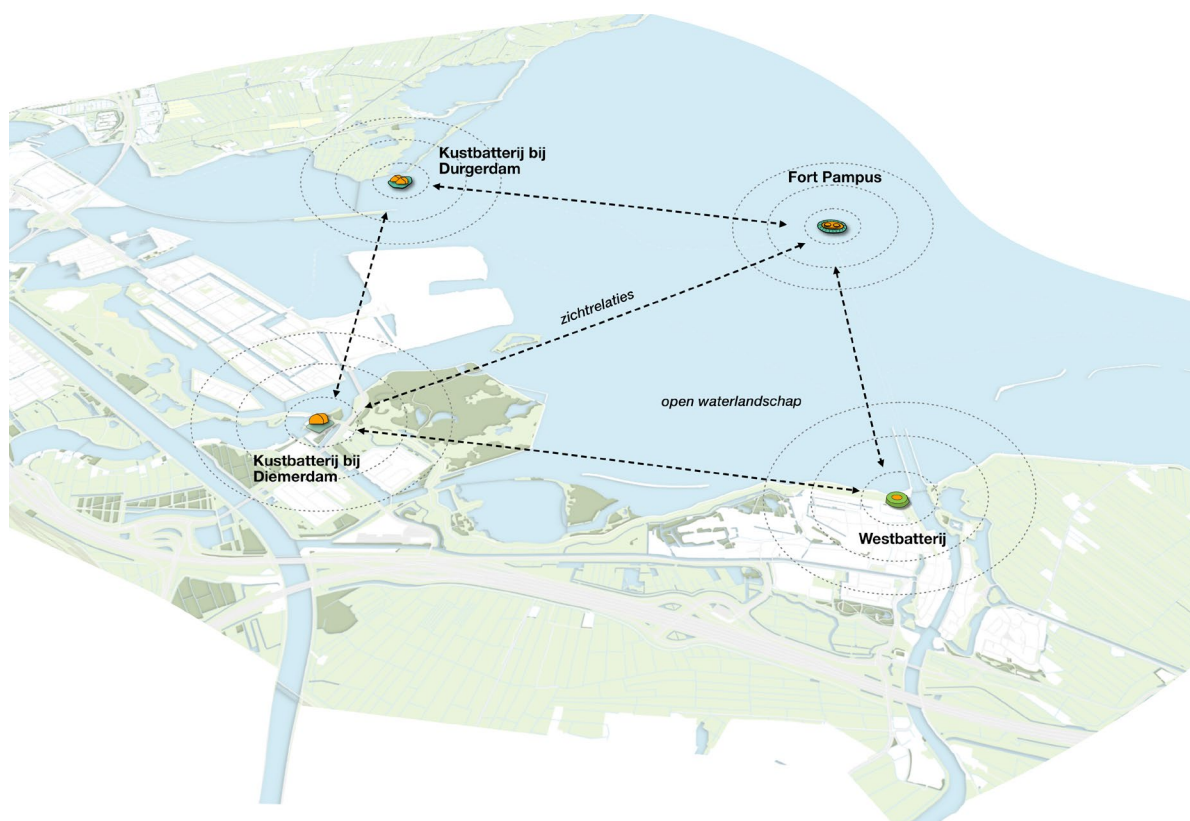 Kustbatterij bij
Durgerdam
Fort Pampus
zichtrelaties
open waterlandschap
Kustbatterij bij
Diemerdam
Westbatterij